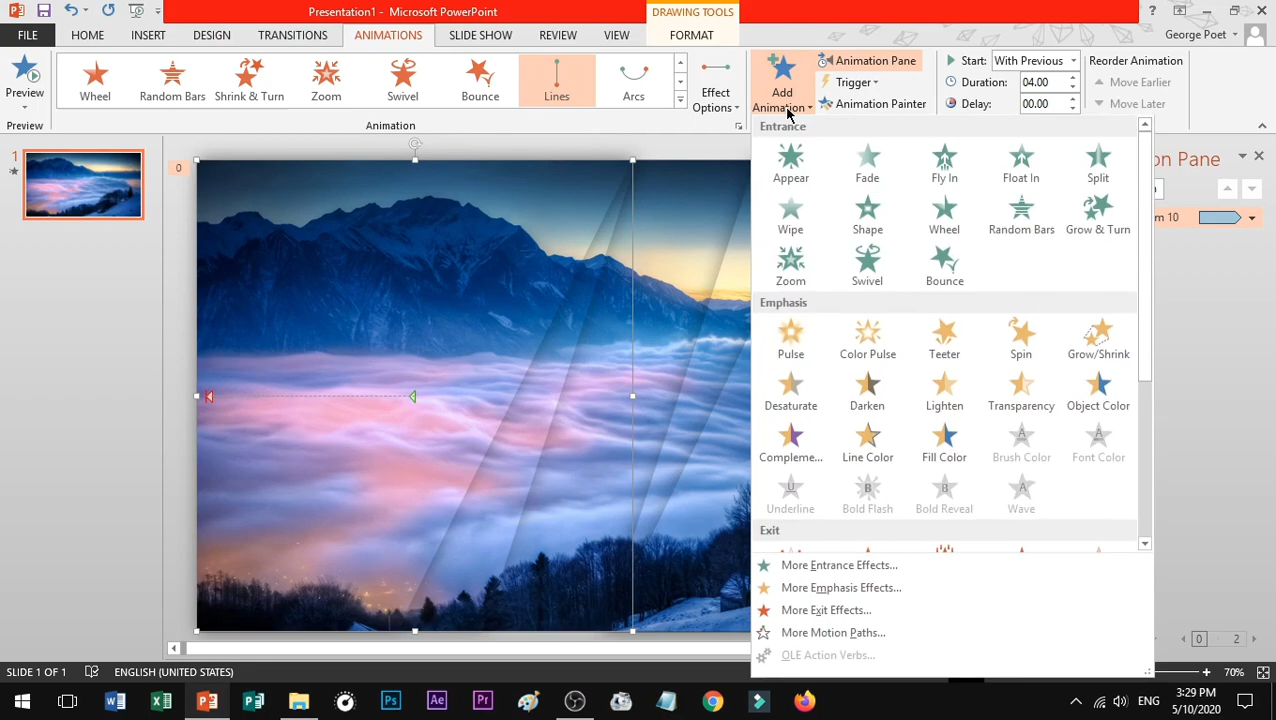 Presentation1 - Microsoft PowerPoint
DRAWING TOOLS
FILE HOME INSERT DESIGN TRANSITIONS ANIMATIONS SLIDE SHOW REVIEW VIEW FORMAT
George Poet
Preview
Wheel Random Bars Shrink & Turn Zoom Swivel Bounce Lines Arcs
Effect
Options
Add
Animation
Animation Pane
Trigger
Animation Painter
Start: With Previous
Duration: 04.00
Delay: 00.00
Reorder Animation
Move Earlier
Move Later
Preview
Animation
1
0
Entrance
Appear Fade Fly In Float In Split
Wipe Shape Wheel Random Bars Grow & Turn
Zoom Swivel Bounce
Emphasis
Pulse Color Pulse Teeter Spin Grow/Shrink
Desaturate Darken Lighten Transparency Object Color
Compleme... Line Color Fill Color Brush Color Font Color
Underline Bold Flash Bold Reveal Wave
Exit
More Entrance Effects...
More Emphasis Effects...
More Exit Effects...
More Motion Paths...
OLE Action Verbs...
on Pane
m 10
0 2
SLIDE 1 OF 1
ENGLISH (UNITED STATES)
70%
ENG
3:29 PM
5/10/2020